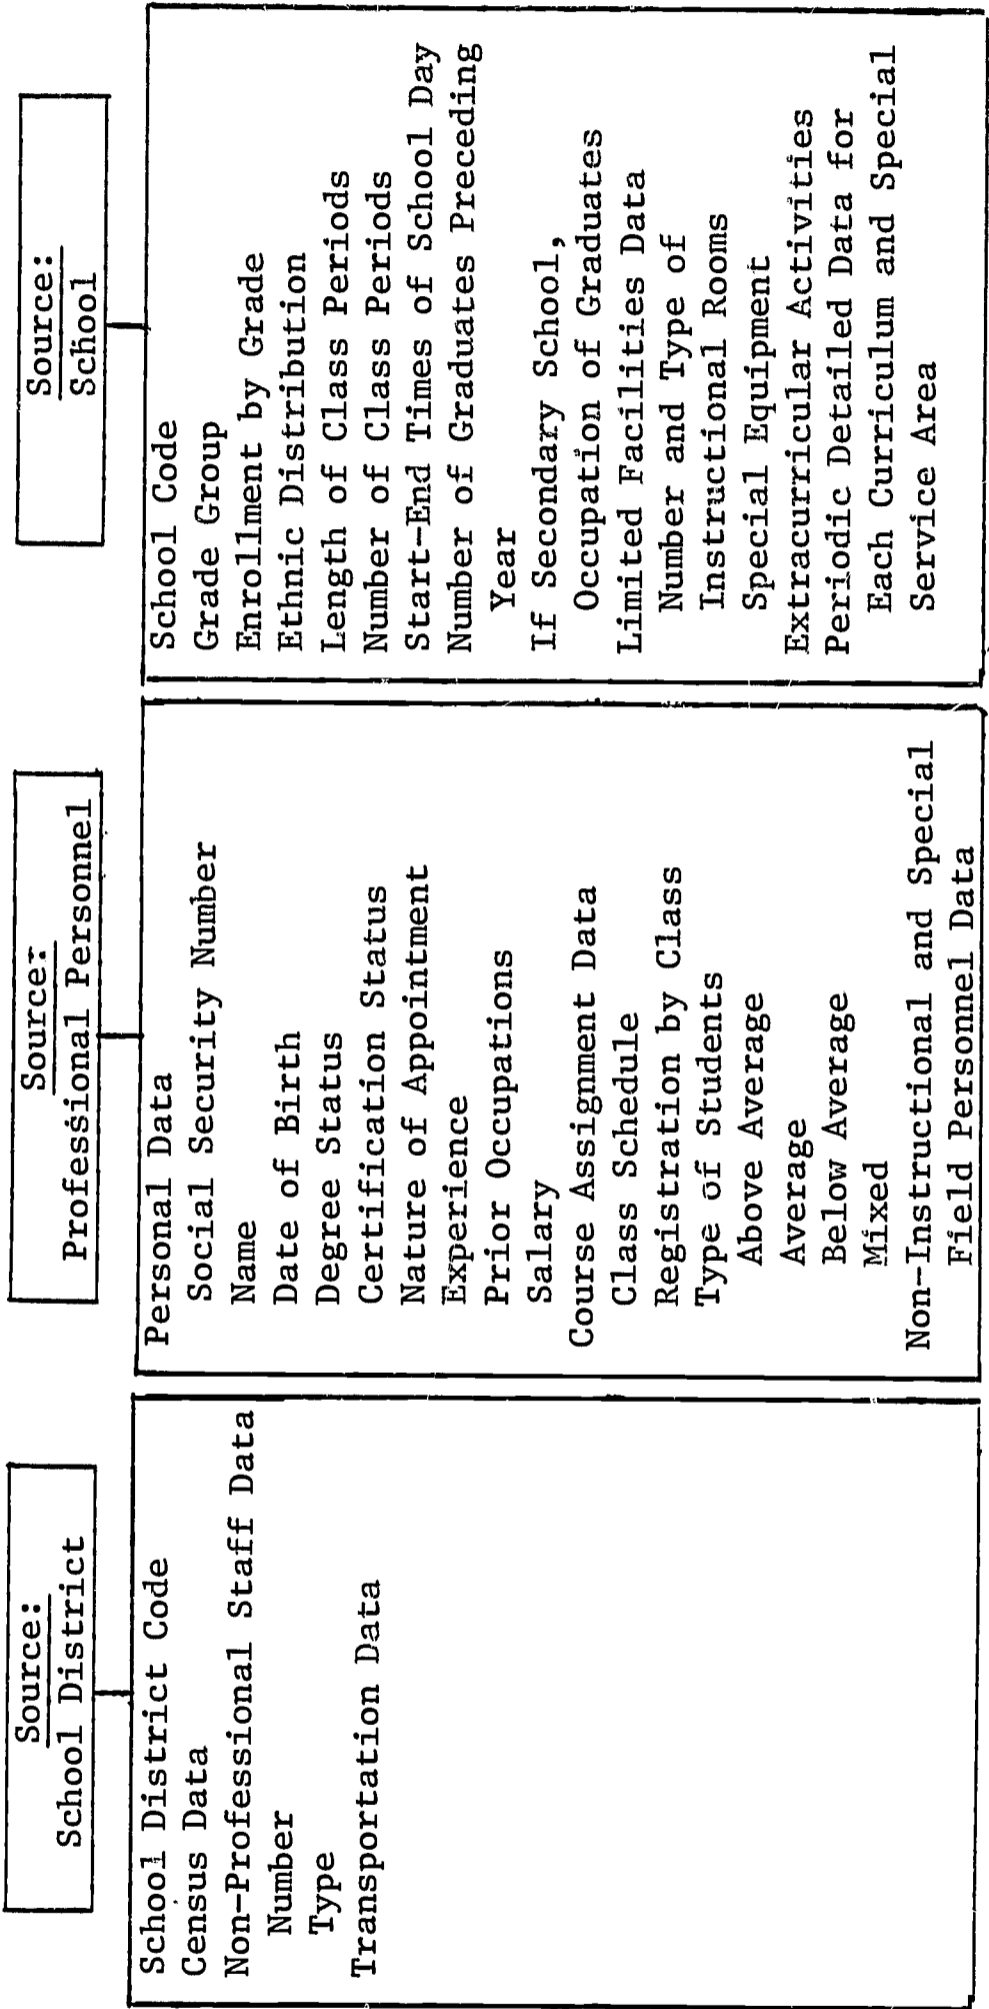 Source:
School District
School District Code
Census Data
Non-Professional Staff Data
Number
Type
Transportation Data
Source:
Professional Personnel
Personal Data
Social Security Number
Name
Date of Birth
Degree Status
Certification Status
Nature of Appointment
Experience
Prior Occupations
Salary
Course Assignment Data
Class Schedule
Registration by Class
Type of Students
Above Average
Average
Below Average
Mixed
Non-Instructional and Special
Field Personnel Data
Source:
School
School Code
Grade Group
Enrollment by Grade
Ethnic Distribution
Length of Class Periods
Number of Class Periods
Start-End Times of School Day
Number of Graduates Preceding
Year
If Secondary School,
Occupation of Graduates
Limited Facilities Data
Number and Type of
Instructional Rooms
Special Equipment
Extracurricular Activities
Periodic Detailed Data for
Each Curriculum and Special
Service Area